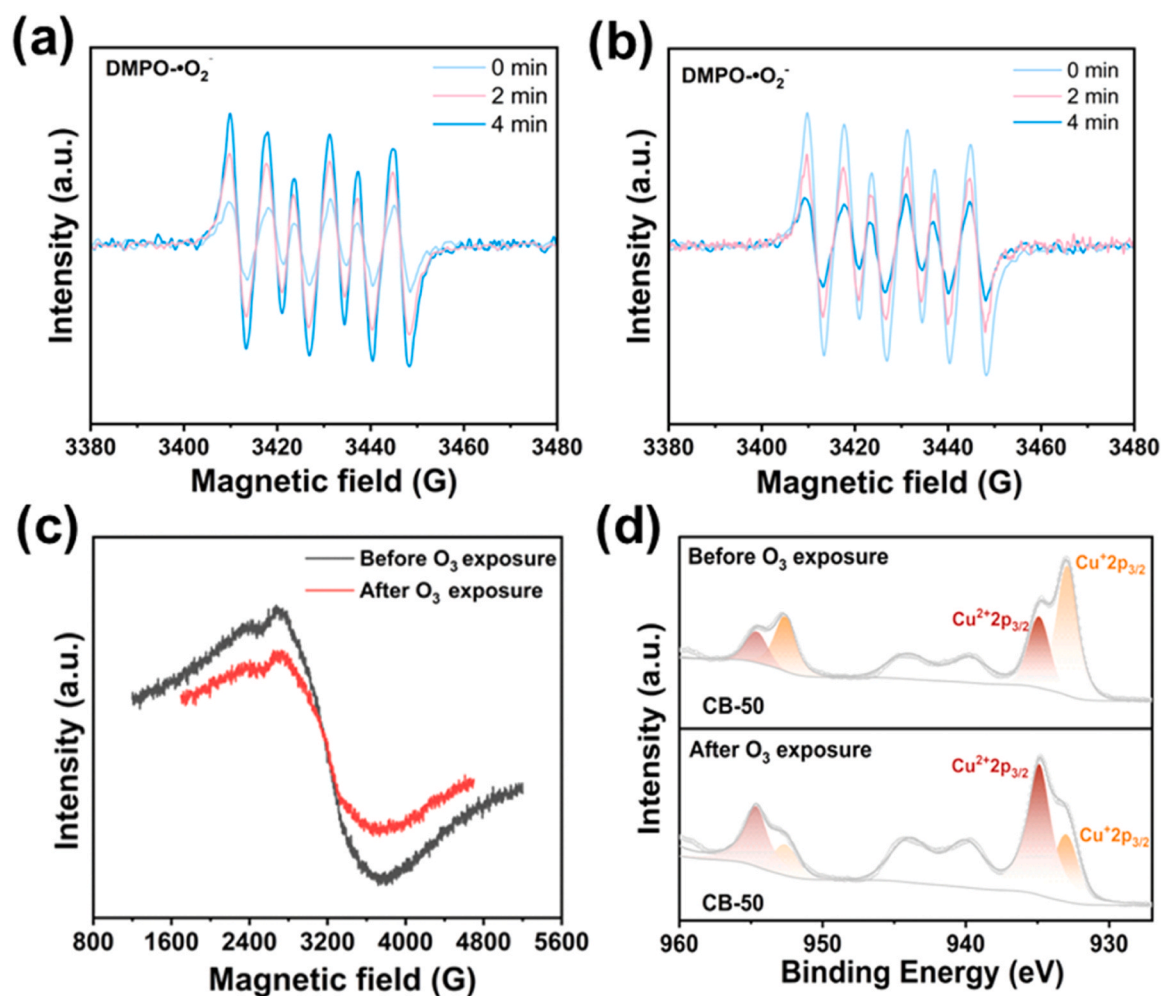 (a)
DMPO-•O₂⁻
0 min
2 min
4 min
Intensity (a.u.)
3380 3400 3420 3440 3460 3480
Magnetic field (G)
(b)
DMPO-•O₂⁻
0 min
2 min
4 min
Intensity (a.u.)
3380 3400 3420 3440 3460 3480
Magnetic field (G)
(c)
Before O₃ exposure
After O₃ exposure
Intensity (a.u.)
800 1600 2400 3200 4000 4800 5600
Magnetic field (G)
(d)
Before O₃ exposure
Cu⁺2p₃/₂
Cu²⁺2p₃/₂
CB-50
After O₃ exposure
Cu²⁺2p₃/₂
Cu⁺2p₃/₂
CB-50
Intensity (a.u.)
960 950 940 930
Binding Energy (eV)